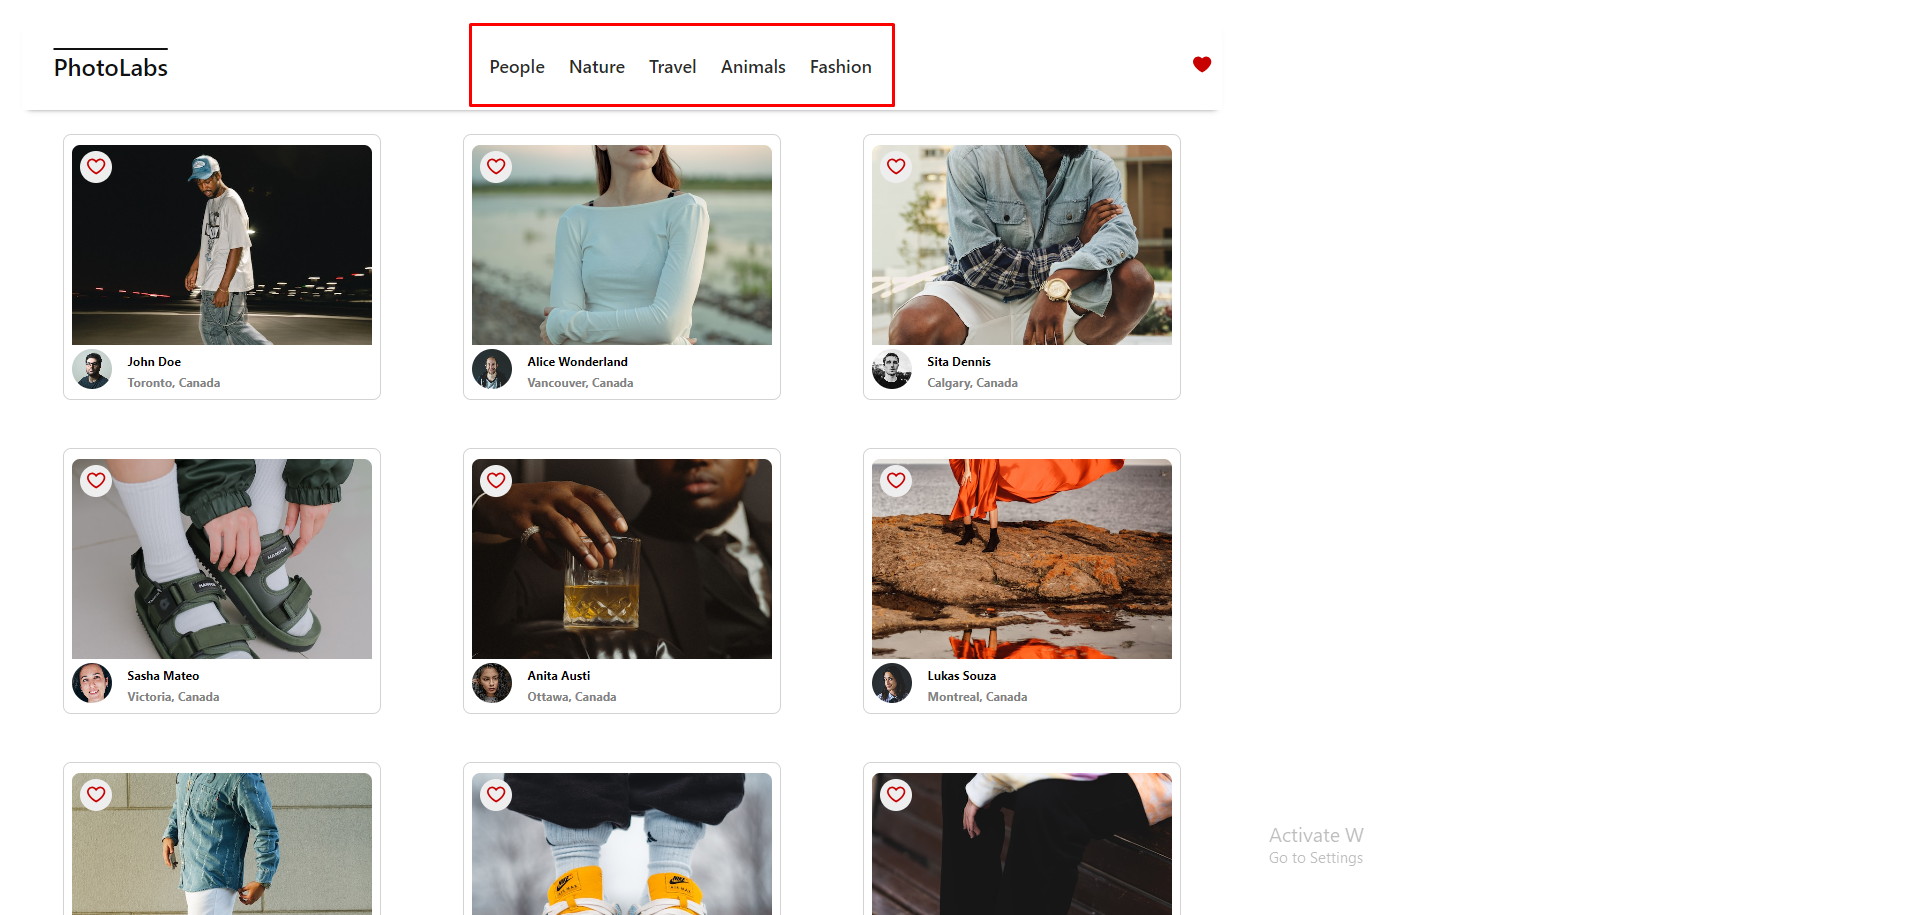 PhotoLabs
People Nature Travel Animals Fashion
John Doe
Toronto, Canada
Alice Wonderland
Vancouver, Canada
Sita Dennis
Calgary, Canada
Sasha Mateo
Victoria, Canada
Anita Austi
Ottawa, Canada
Lukas Souza
Montreal, Canada
Activate W
Go to Settings